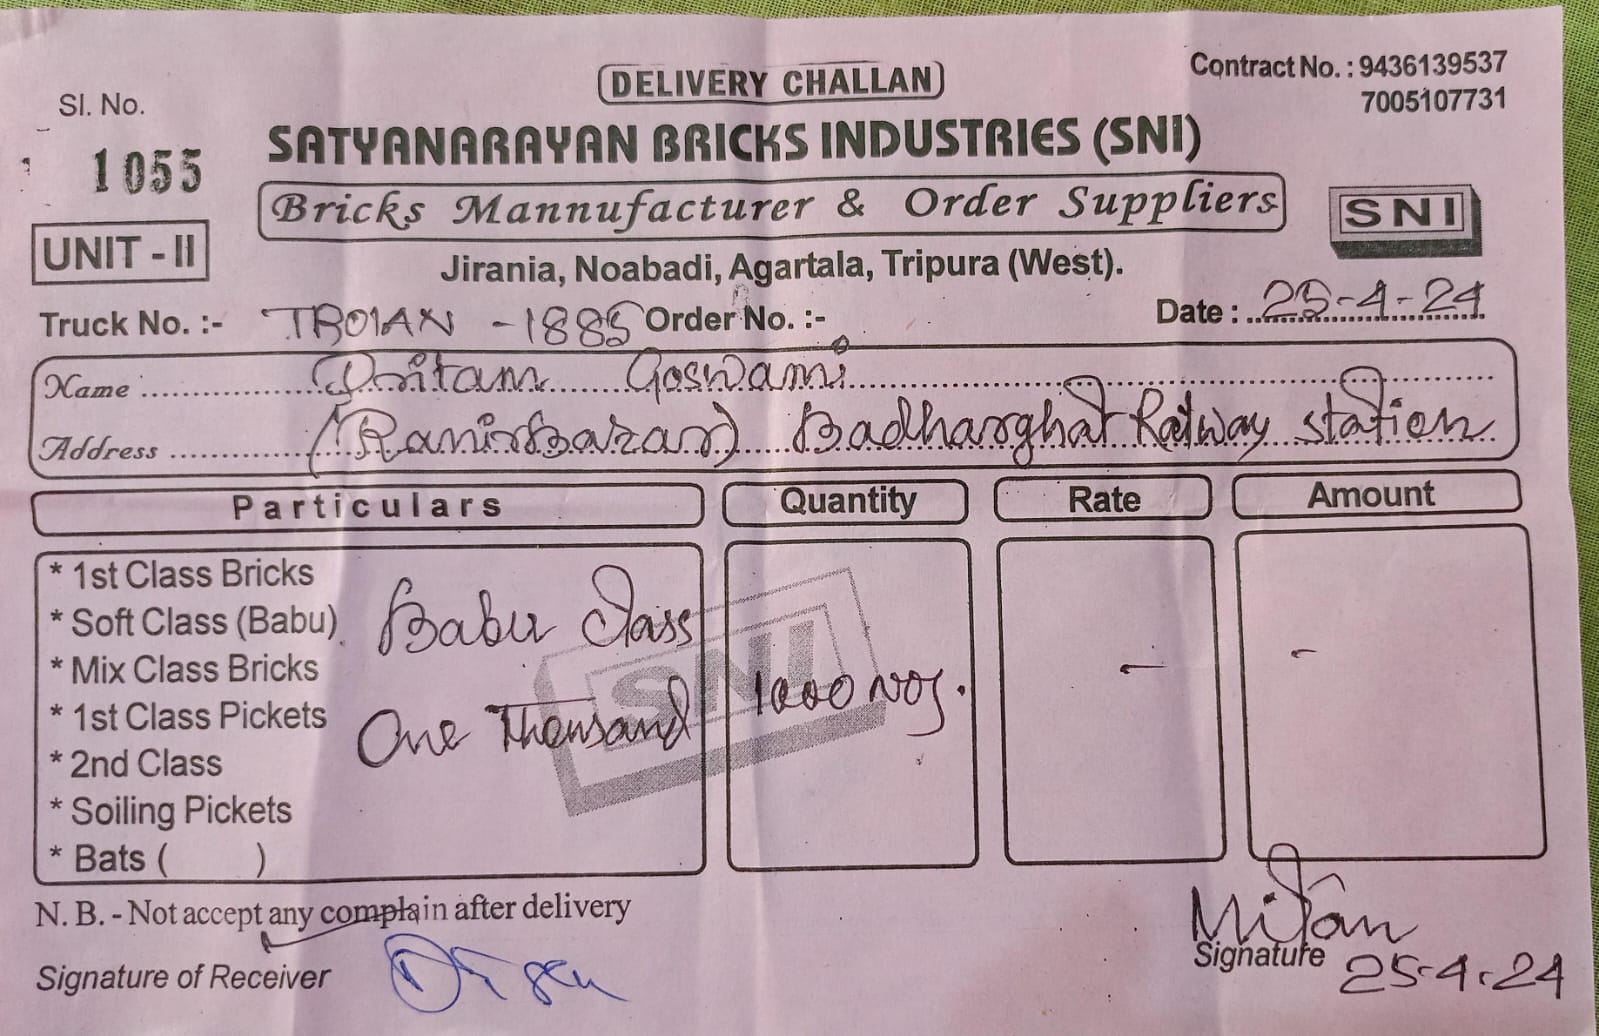 DELIVERY CHALLAN
Contract No. : 9436139537
7005107731
Sl. No.
1055
SATYANARAYAN BRICKS INDUSTRIES (SNI)
Bricks Mannufacturer & Order Suppliers
SNI
UNIT - II
Jirania, Noabadi, Agartala, Tripura (West).
Truck No. :- TR01AN - 1885 Order No. :- Date : 25-4-24
Name Pritam Goswami
Address (Ranirbazar) Badharghat Railway station
Particulars Quantity Rate Amount
* 1st Class Bricks
* Soft Class (Babu) Babu Class
* Mix Class Bricks
SNI
* 1st Class Pickets One Thousand 1000 Nos. - -
* 2nd Class
* Soiling Pickets
* Bats ( )
N. B. - Not accept any complain after delivery
Mitan
Signature of Receiver
Signature 25-4-24